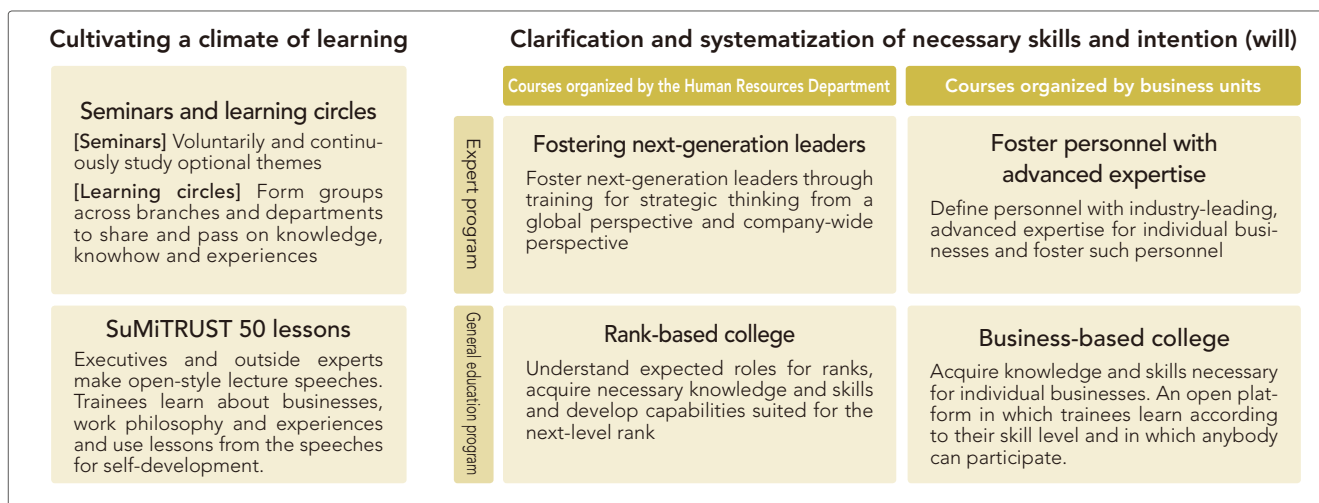 Cultivating a climate of learning
Seminars and learning circles
[Seminars] Voluntarily and continu-
ously study optional themes
[Learning circles] Form groups
across branches and departments
to share and pass on knowledge,
knowhow and experiences
SuMiTRUST 50 lessons
Executives and outside experts
make open-style lecture speeches.
Trainees learn about businesses,
work philosophy and experiences
and use lessons from the speeches
for self-development.
Clarification and systematization of necessary skills and intention (will)
Courses organized by the Human Resources Department
Courses organized by business units
Expert program
Fostering next-generation leaders
Foster next-generation leaders through
training for strategic thinking from a
global perspective and company-wide
perspective
Foster personnel with
advanced expertise
Define personnel with industry-leading,
advanced expertise for individual busi-
nesses and foster such personnel
General education program
Rank-based college
Understand expected roles for ranks,
acquire necessary knowledge and skills
and develop capabilities suited for the
next-level rank
Business-based college
Acquire knowledge and skills necessary
for individual businesses. An open plat-
form in which trainees learn according
to their skill level and in which anybody
can participate.